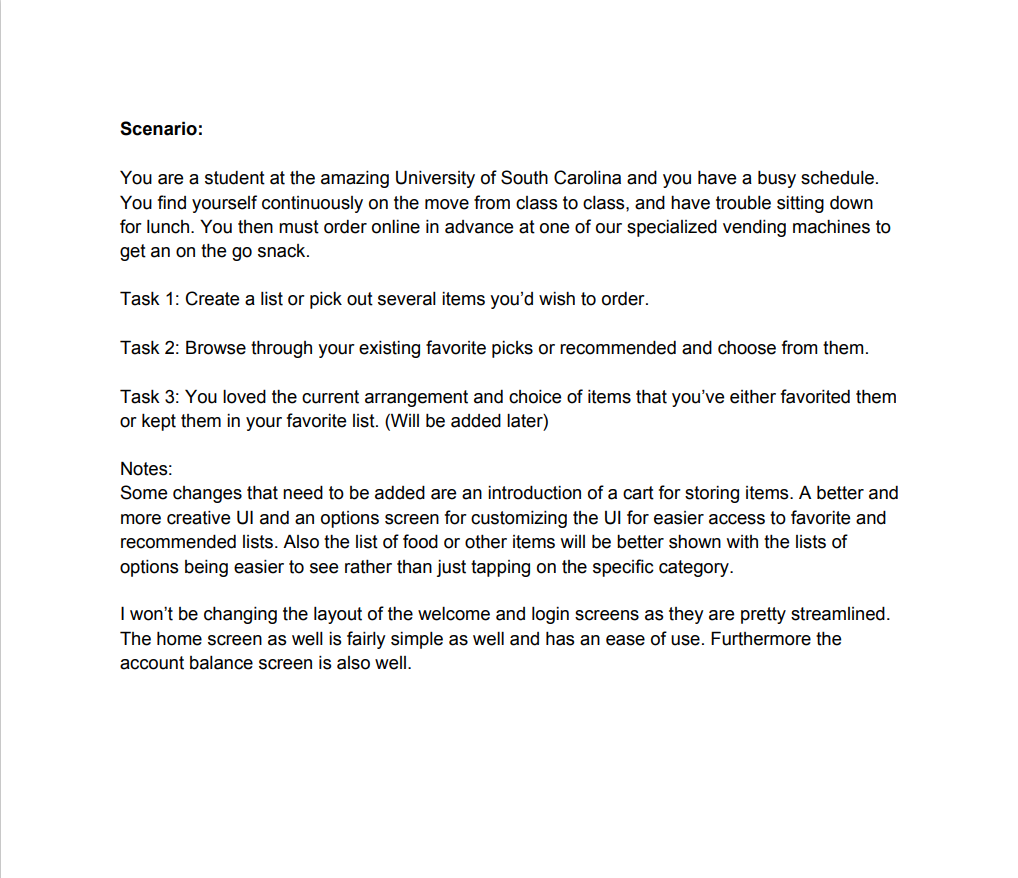 Scenario:
You are a student at the amazing University of South Carolina and you have a busy schedule.
You find yourself continuously on the move from class to class, and have trouble sitting down
for lunch. You then must order online in advance at one of our specialized vending machines to
get an on the go snack.
Task 1: Create a list or pick out several items you’d wish to order.
Task 2: Browse through your existing favorite picks or recommended and choose from them.
Task 3: You loved the current arrangement and choice of items that you’ve either favorited them
or kept them in your favorite list. (Will be added later)
Notes:
Some changes that need to be added are an introduction of a cart for storing items. A better and
more creative UI and an options screen for customizing the UI for easier access to favorite and
recommended lists. Also the list of food or other items will be better shown with the lists of
options being easier to see rather than just tapping on the specific category.
I won’t be changing the layout of the welcome and login screens as they are pretty streamlined.
The home screen as well is fairly simple as well and has an ease of use. Furthermore the
account balance screen is also well.